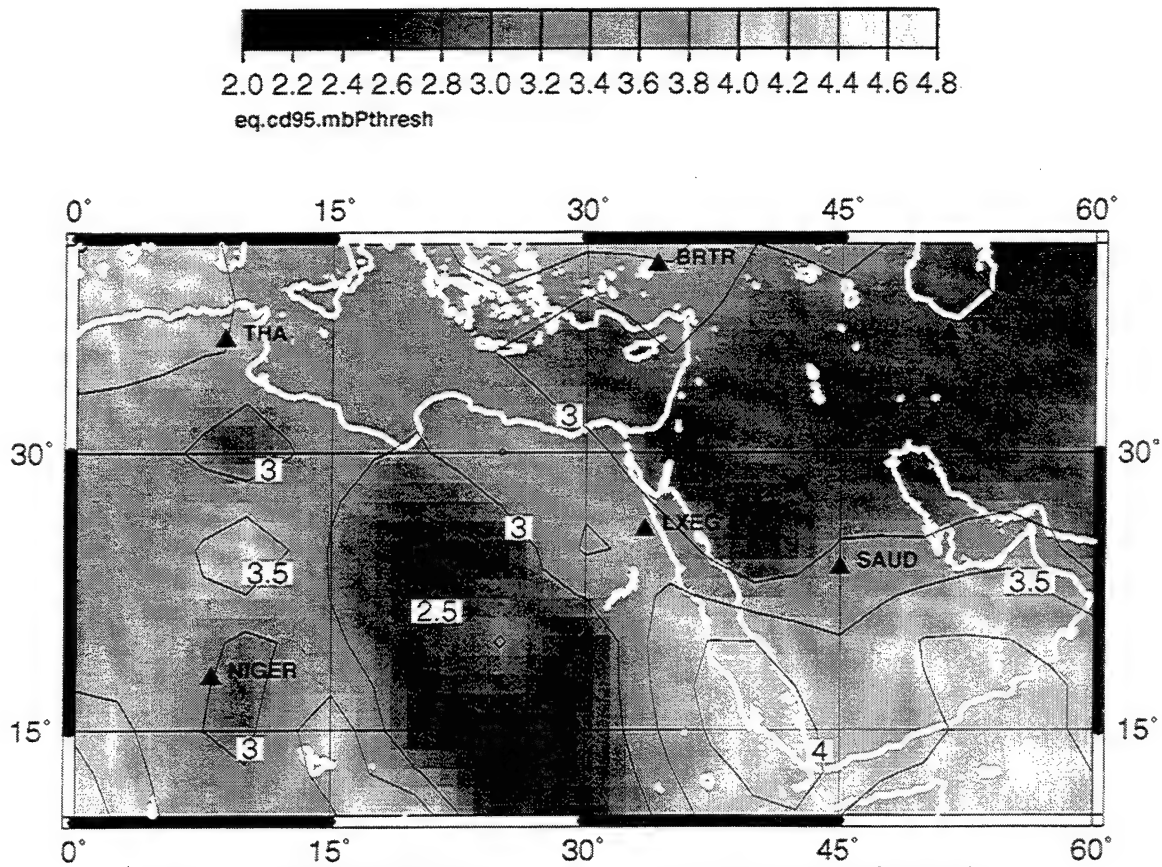 2.0 2.2 2.4 2.6 2.8 3.0 3.2 3.4 3.6 3.8 4.0 4.2 4.4 4.6 4.8
eq.cd95.mbPthresh
0° 15° 30° 45° 60°
BRTR
THA
3
30° 3 30°
3
LXEG
3.5 SAUD 3.5
2.5
NIGER
15° 15°
3 4
0° 15° 30° 45° 60°